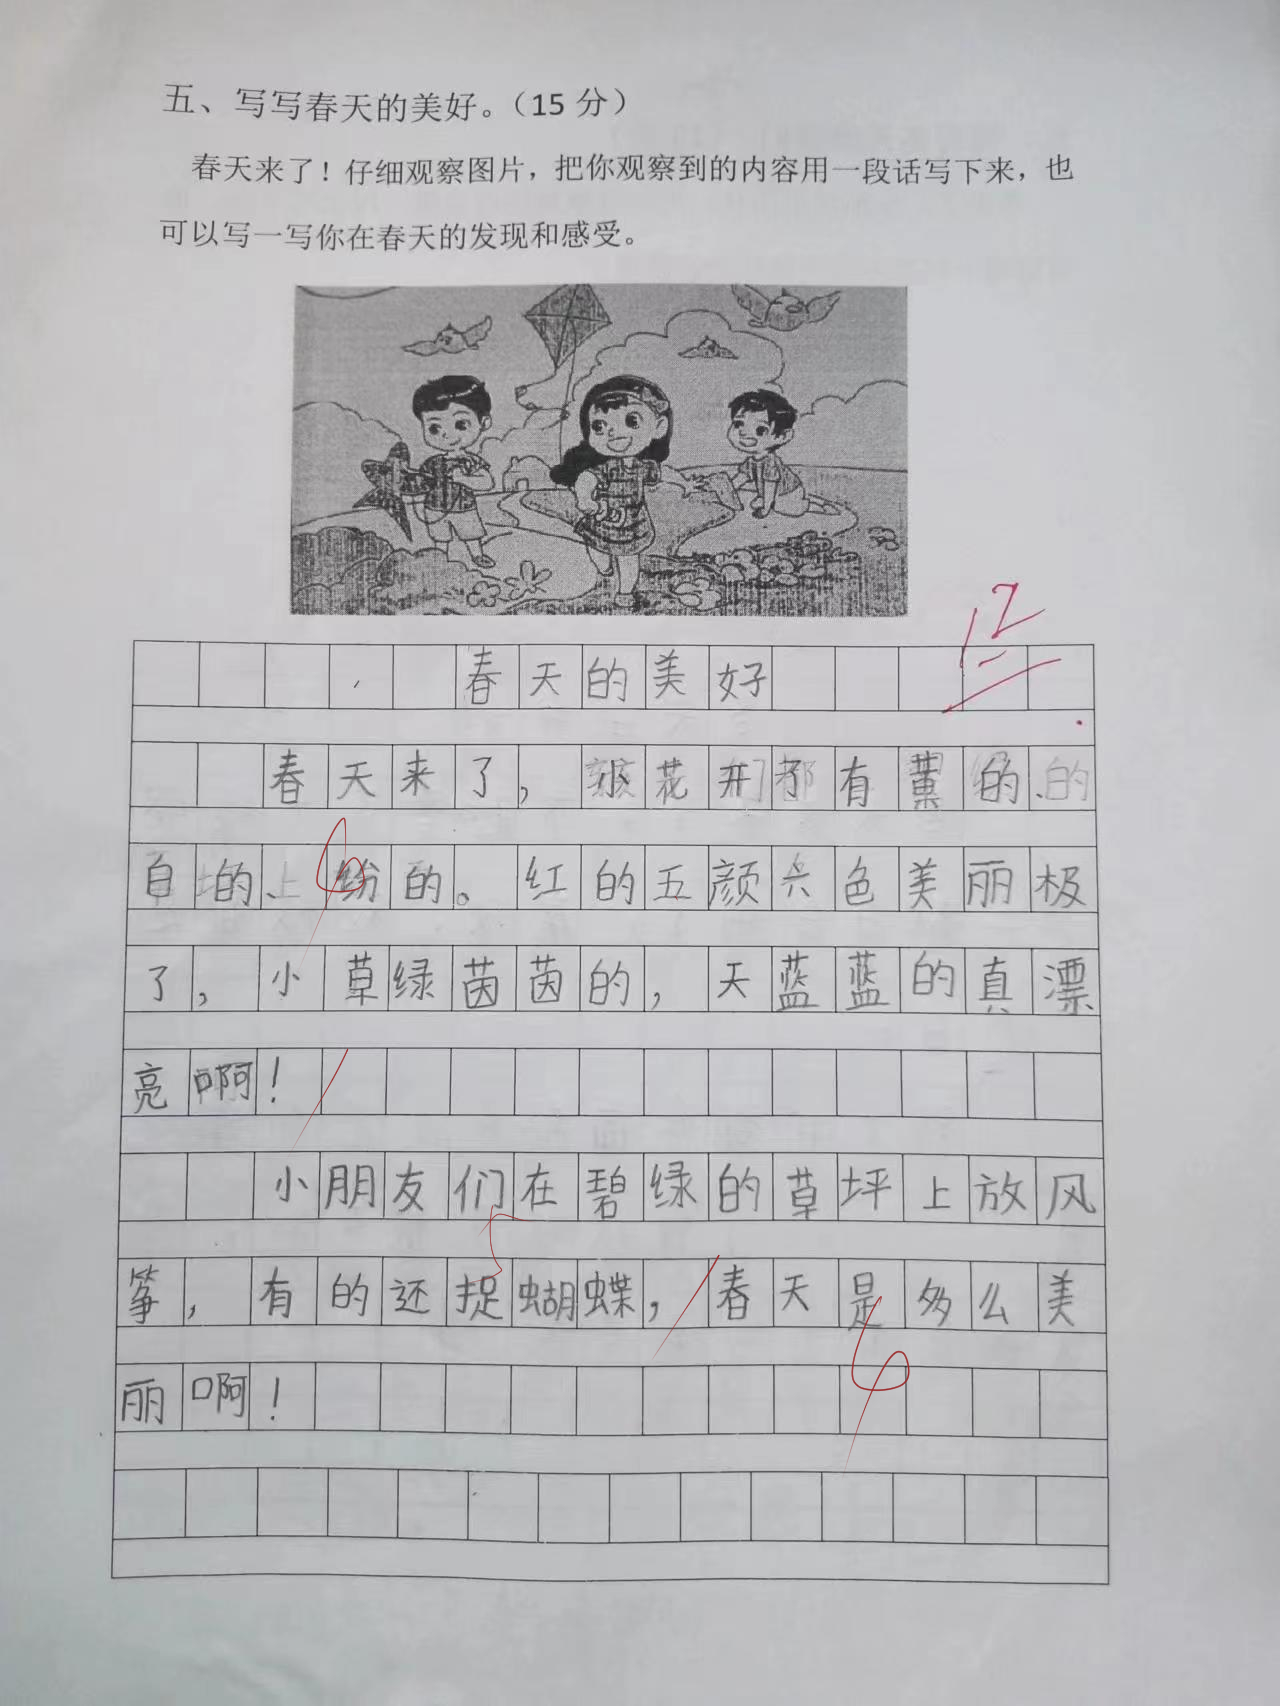 五、写写春天的美好。（15 分）
春天来了！仔细观察图片，把你观察到的内容用一段话写下来，也
可以写一写你在春天的发现和感受。
12
春天的美好
春天来了，花都有黄的、的
白的、粉的。红的五颜六色美丽极
了，小草绿茵茵的，天蓝蓝的真漂
亮啊！
小朋友们在碧绿的草坪上放风
筝，有的还捉蝴蝶，春天是多么美
丽啊！